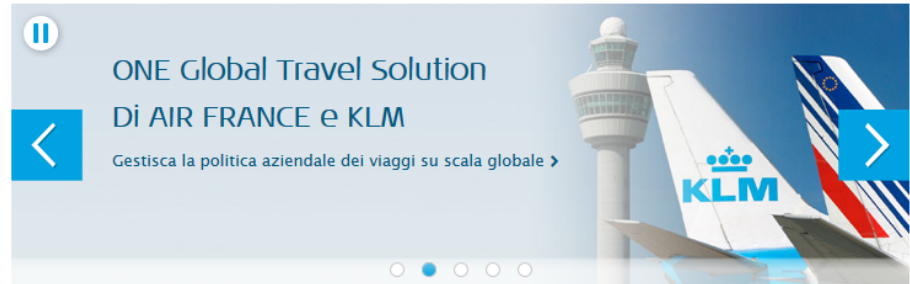 ONE Global Travel Solution
Di AIR FRANCE e KLM
Gestisca la politica aziendale dei viaggi su scala globale
KLM